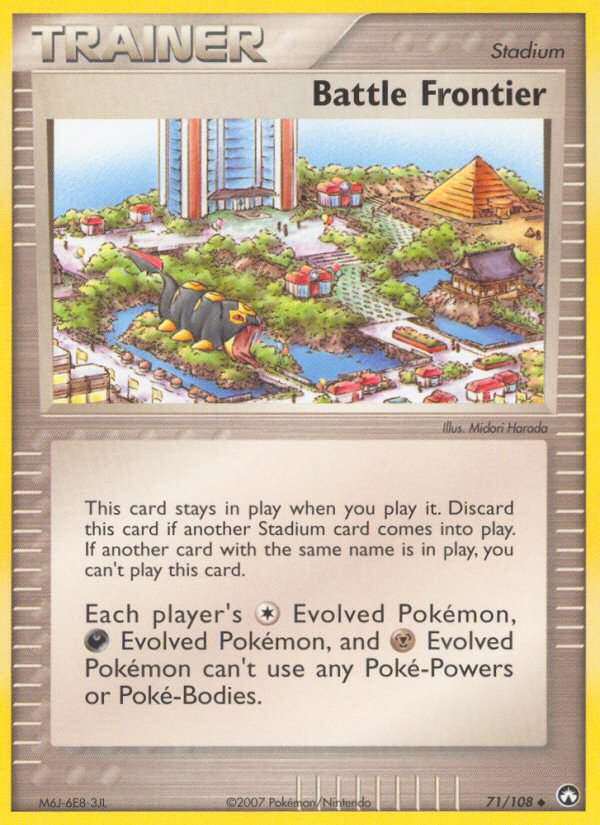 TRAINER
Stadium
Battle Frontier
Illus. Midori Harada
This card stays in play when you play it. Discard
this card if another Stadium card comes into play.
If another card with the same name is in play, you
can't play this card.
Each player's Evolved Pokémon,
Evolved Pokémon, and Evolved
Pokémon can't use any Poké-Powers
or Poké-Bodies.
M6J-6E8-3JL
©2007 Pokémon/Nintendo
71/108